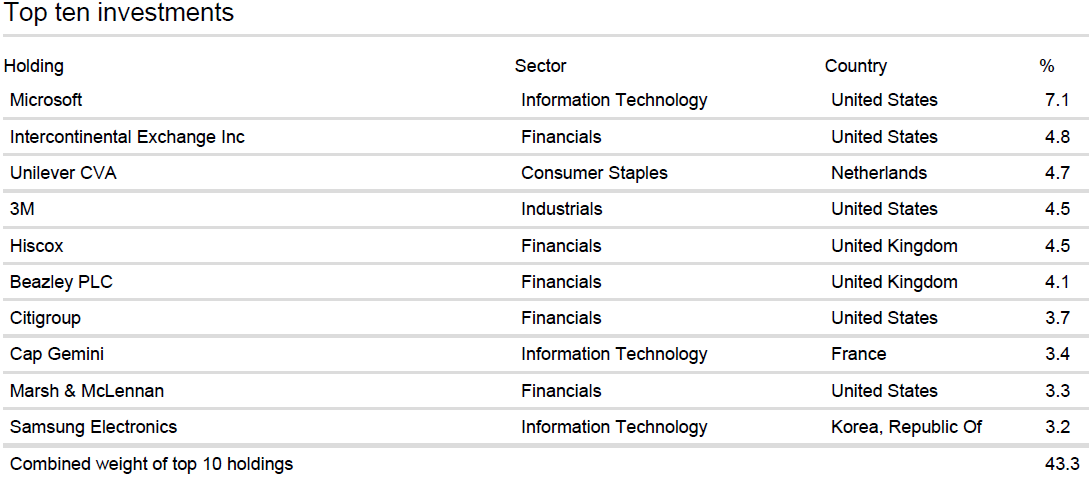 Top ten investments
Holding Sector Country %
Microsoft Information Technology United States 7.1
Intercontinental Exchange Inc Financials United States 4.8
Unilever CVA Consumer Staples Netherlands 4.7
3M Industrials United States 4.5
Hiscox Financials United Kingdom 4.5
Beazley PLC Financials United Kingdom 4.1
Citigroup Financials United States 3.7
Cap Gemini Information Technology France 3.4
Marsh & McLennan Financials United States 3.3
Samsung Electronics Information Technology Korea, Republic Of 3.2
Combined weight of top 10 holdings 43.3